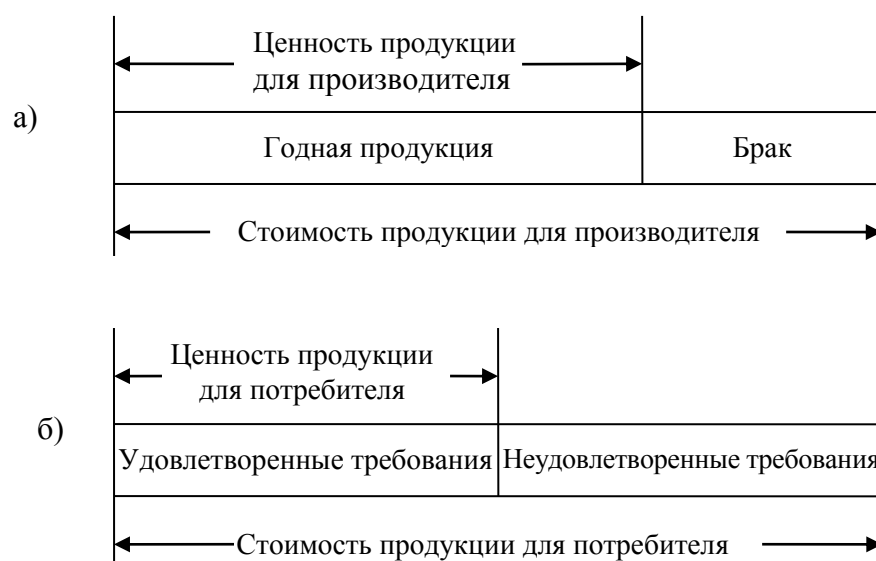 Ценность продукции
для производителя
а)
Годная продукция Брак
Стоимость продукции для производителя
Ценность продукции
для потребителя
б)
Удовлетворенные требования Неудовлетворенные требования
Стоимость продукции для потребителя